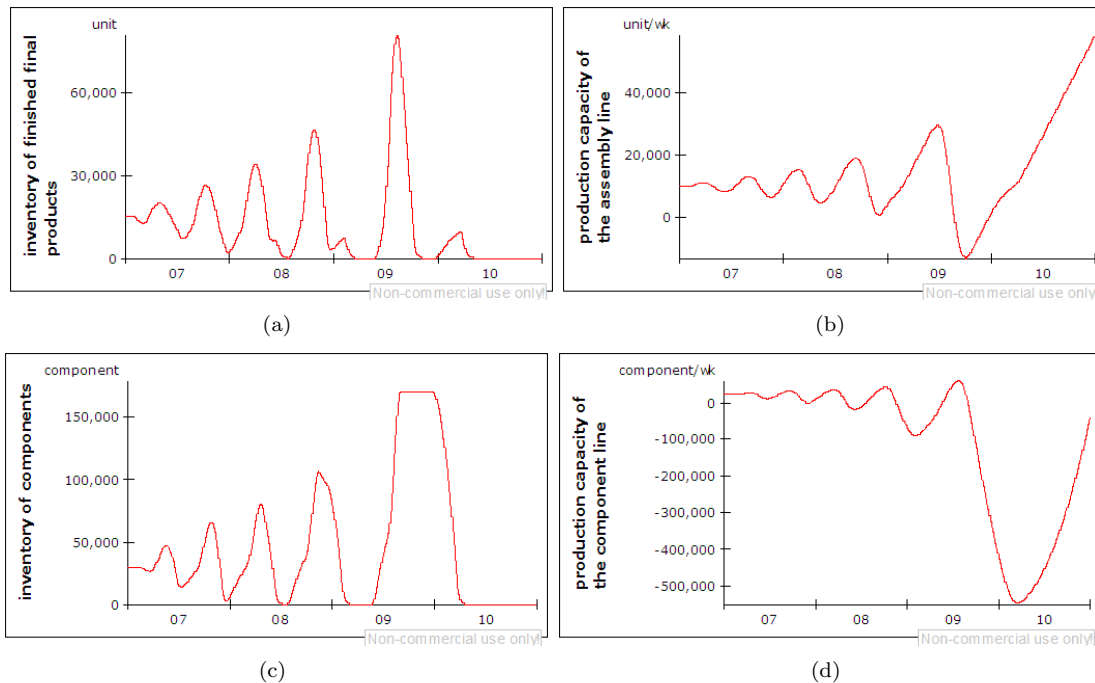 unit
inventory of finished final
products
60,000
30,000
0
07 08 09 10
Non-commercial use only!
(a)
unit/wk
production capacity of
the assembly line
40,000
20,000
0
07 08 09 10
Non-commercial use only!
(b)
component
inventory of components
150,000
100,000
50,000
0
07 08 09 10
Non-commercial use only!
(c)
component/wk
production capacity of
the component line
0
-100,000
-200,000
-300,000
-400,000
-500,000
07 08 09 10
Non-commercial use only!
(d)